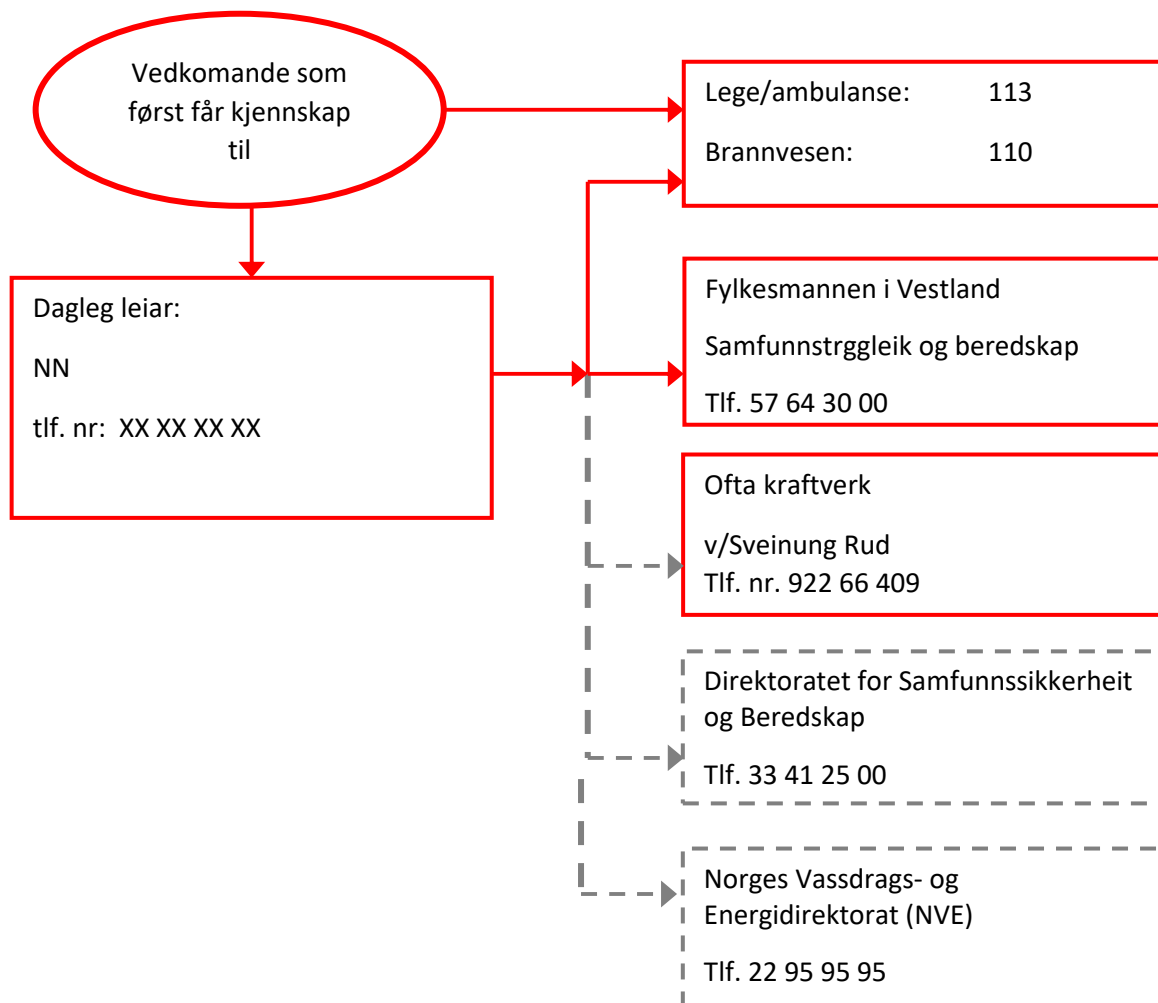 Vedkomande som
først får kjennskap
til
Lege/ambulanse: 113
Brannvesen: 110
Dagleg leiar:
NN
tlf. nr: XX XX XX XX
Fylkesmannen i Vestland
Samfunnstrggleik og beredskap
Tlf. 57 64 30 00
Ofta kraftverk
v/Sveinung Rud
Tlf. nr. 922 66 409
Direktoratet for Samfunnssikkerheit
og Beredskap
Tlf. 33 41 25 00
Norges Vassdrags- og
Energidirektorat (NVE)
Tlf. 22 95 95 95